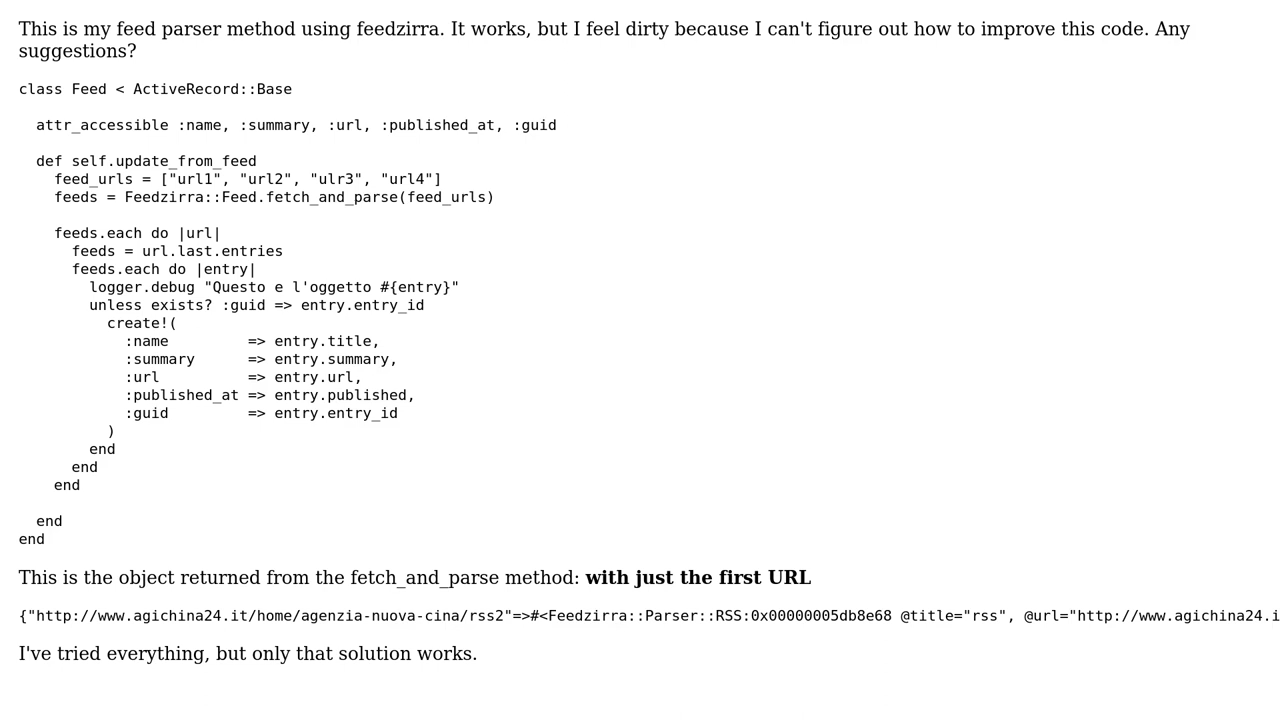 This is my feed parser method using feedzirra. It works, but I feel dirty because I can't figure out how to improve this code. Any
suggestions?
class Feed < ActiveRecord::Base
  attr_accessible :name, :summary, :url, :published_at, :guid
  def self.update_from_feed
    feed_urls = ["url1", "url2", "ulr3", "url4"]
    feeds = Feedzirra::Feed.fetch_and_parse(feed_urls)
    feeds.each do |url|
      feeds = url.last.entries
      feeds.each do |entry|
        logger.debug "Questo e l'oggetto #{entry}"
        unless exists? :guid => entry.entry_id
          create!(
            :name         => entry.title,
            :summary      => entry.summary,
            :url          => entry.url,
            :published_at => entry.published,
            :guid         => entry.entry_id
          )
        end
      end
    end
  end
end
This is the object returned from the fetch_and_parse method: with just the first URL
{"http://www.agichina24.it/home/agenzia-nuova-cina/rss2"=>#<Feedzirra::Parser::RSS:0x00000005db8e68 @title="rss", @url="http://www.agichina24.i
I've tried everything, but only that solution works.